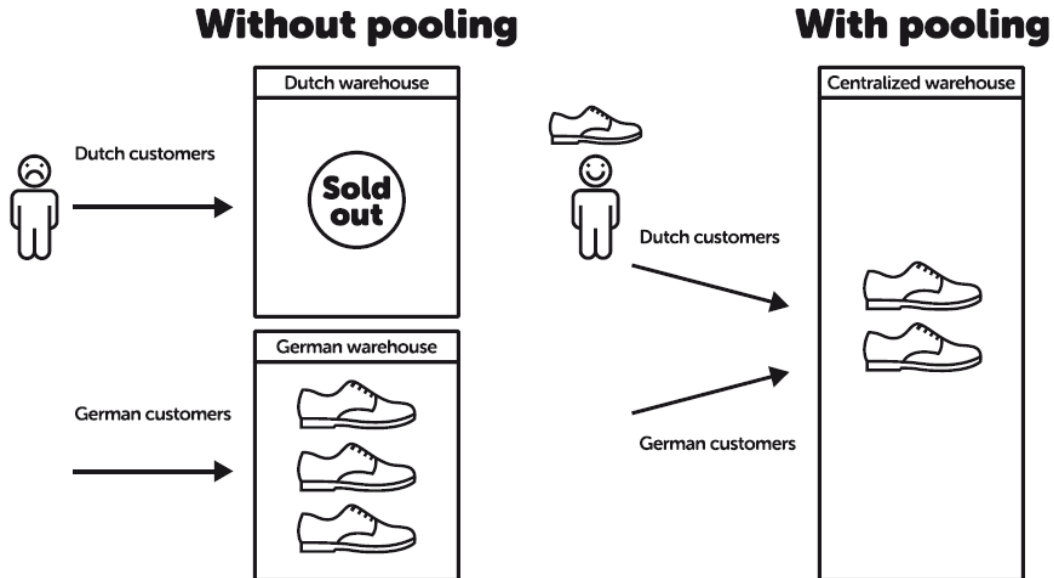 Without pooling
Dutch warehouse
Dutch customers
Sold
out
German warehouse
German customers
With pooling
Centralized warehouse
Dutch customers
German customers